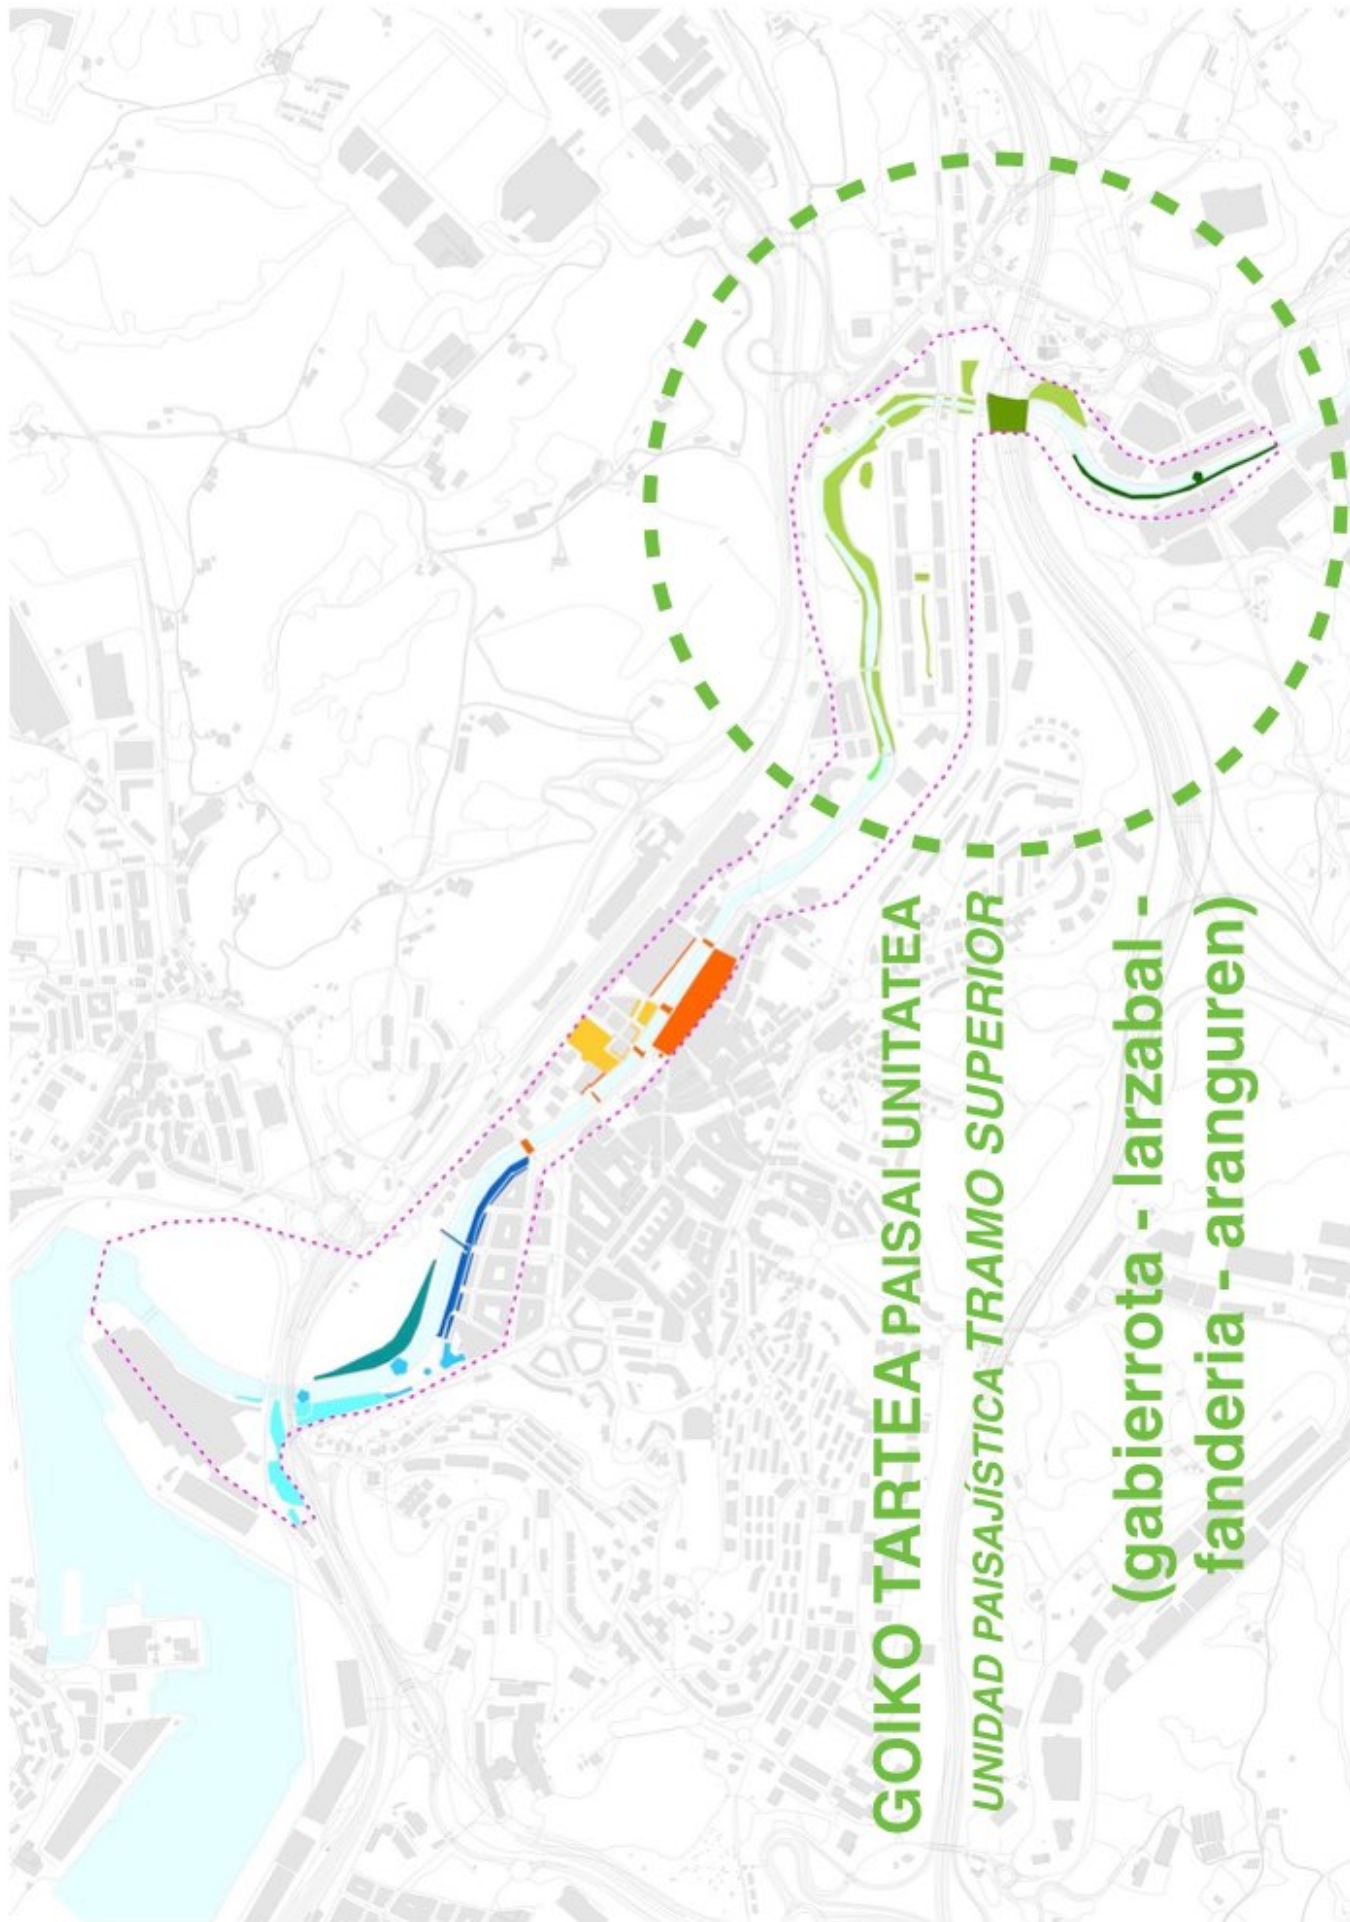 GOIKO TARTEA PAISAI UNITATEA
UNIDAD PAISAJÍSTICA TRAMO SUPERIOR
(gabierrota - larzabal -
fanderia - aranguren)